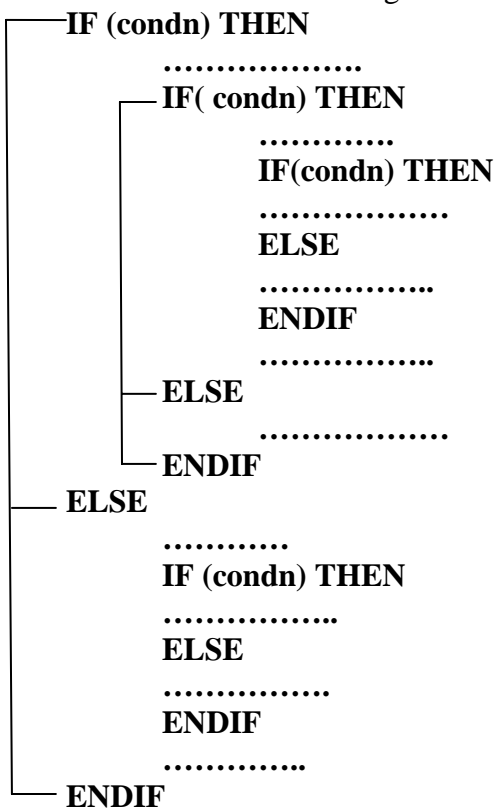 IF (condn) THEN
……………….
IF( condn) THEN
………….
IF(condn) THEN
………………
ELSE
……………..
ENDIF
……………..
ELSE
………………
ENDIF
ELSE
…………
IF (condn) THEN
……………..
ELSE
…………….
ENDIF
…………..
ENDIF